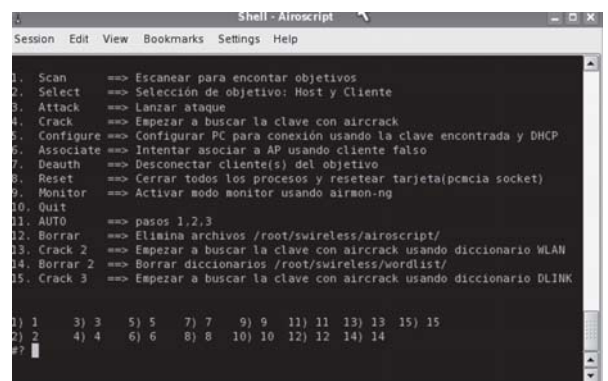 Shell - Airoscript
Session Edit View Bookmarks Settings Help
1. Scan ==> Escanear para encontar objetivos
2. Select ==> Selección de objetivo: Host y Cliente
3. Attack ==> Lanzar ataque
4. Crack ==> Empezar a buscar la clave con aircrack
5. Configure ==> Configurar PC para conexión usando la clave encontrada y DHCP
6. Associate ==> Intentar asociar a AP usando cliente falso
7. Deauth ==> Desconectar cliente(s) del objetivo
8. Reset ==> Cerrar todos los procesos y resetear tarjeta(pcmcia socket)
9. Monitor ==> Activar modo monitor usando airmon-ng
10. Quit
11. AUTO ==> pasos 1,2,3
12. Borrar ==> Elimina archivos /root/swireless/airoscript/
13. Crack 2 ==> Empezar a buscar la clave con aircrack usando diccionario WLAN
14. Borrar 2 ==> Borrar diccionarios /root/swireless/wordlist/
15. Crack 3 ==> Empezar a buscar la clave con aircrack usando diccionario DLINK
1) 1 3) 3 5) 5 7) 7 9) 9 11) 11 13) 13 15) 15
2) 2 4) 4 6) 6 8) 8 10) 10 12) 12 14) 14
#?